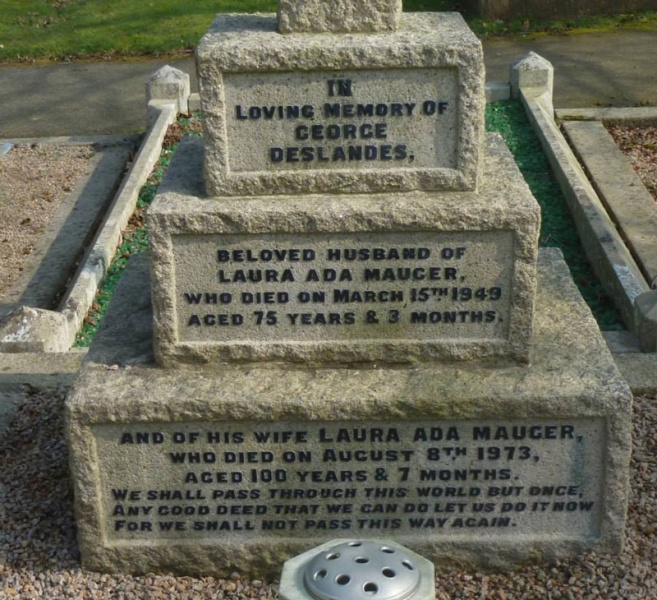 IN
LOVING MEMORY OF
GEORGE
DESLANDES,
BELOVED HUSBAND OF
LAURA ADA MAUGER,
WHO DIED ON MARCH 15TH 1949
AGED 75 YEARS & 3 MONTHS.
AND OF HIS WIFE LAURA ADA MAUGER,
WHO DIED ON AUGUST 8TH 1973,
AGED 100 YEARS & 7 MONTHS.
WE SHALL PASS THROUGH THIS WORLD BUT ONCE,
ANY GOOD DEED THAT WE CAN DO LET US DO IT NOW
FOR WE SHALL NOT PASS THIS WAY AGAIN.